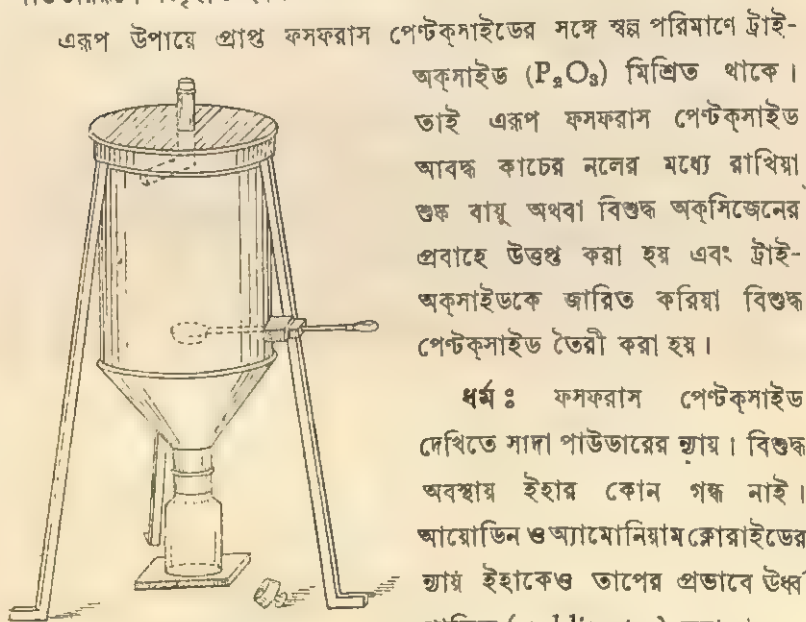 এরূপ উপায়ে প্রাপ্ত ফসফরাস পেণ্টক্‌সাইডের সঙ্গে স্বল্প পরিমাণে ট্রাই-
অক্‌সাইড (P₂O₃) মিশ্রিত থাকে।
তাই এরূপ ফসফরাস পেণ্টক্‌সাইড
আবদ্ধ কাচের নলের মধ্যে রাখিয়া
শুষ্ক বায়ু অথবা বিশুদ্ধ অক্‌সিজেনের
প্রবাহে উত্তপ্ত করা হয় এবং ট্রাই-
অক্‌সাইডকে জারিত করিয়া বিশুদ্ধ
পেণ্টক্‌সাইড তৈরী করা হয়।
ধর্ম ঃ ফসফরাস পেণ্টক্‌সাইড
দেখিতে সাদা পাউডারের ন্যায়। বিশুদ্ধ
অবস্থায় ইহার কোন গন্ধ নাই।
আয়োডিন ও অ্যামোনিয়াম ক্লোরাইডের
ন্যায় ইহাকেও তাপের প্রভাবে ঊর্ধ্ব